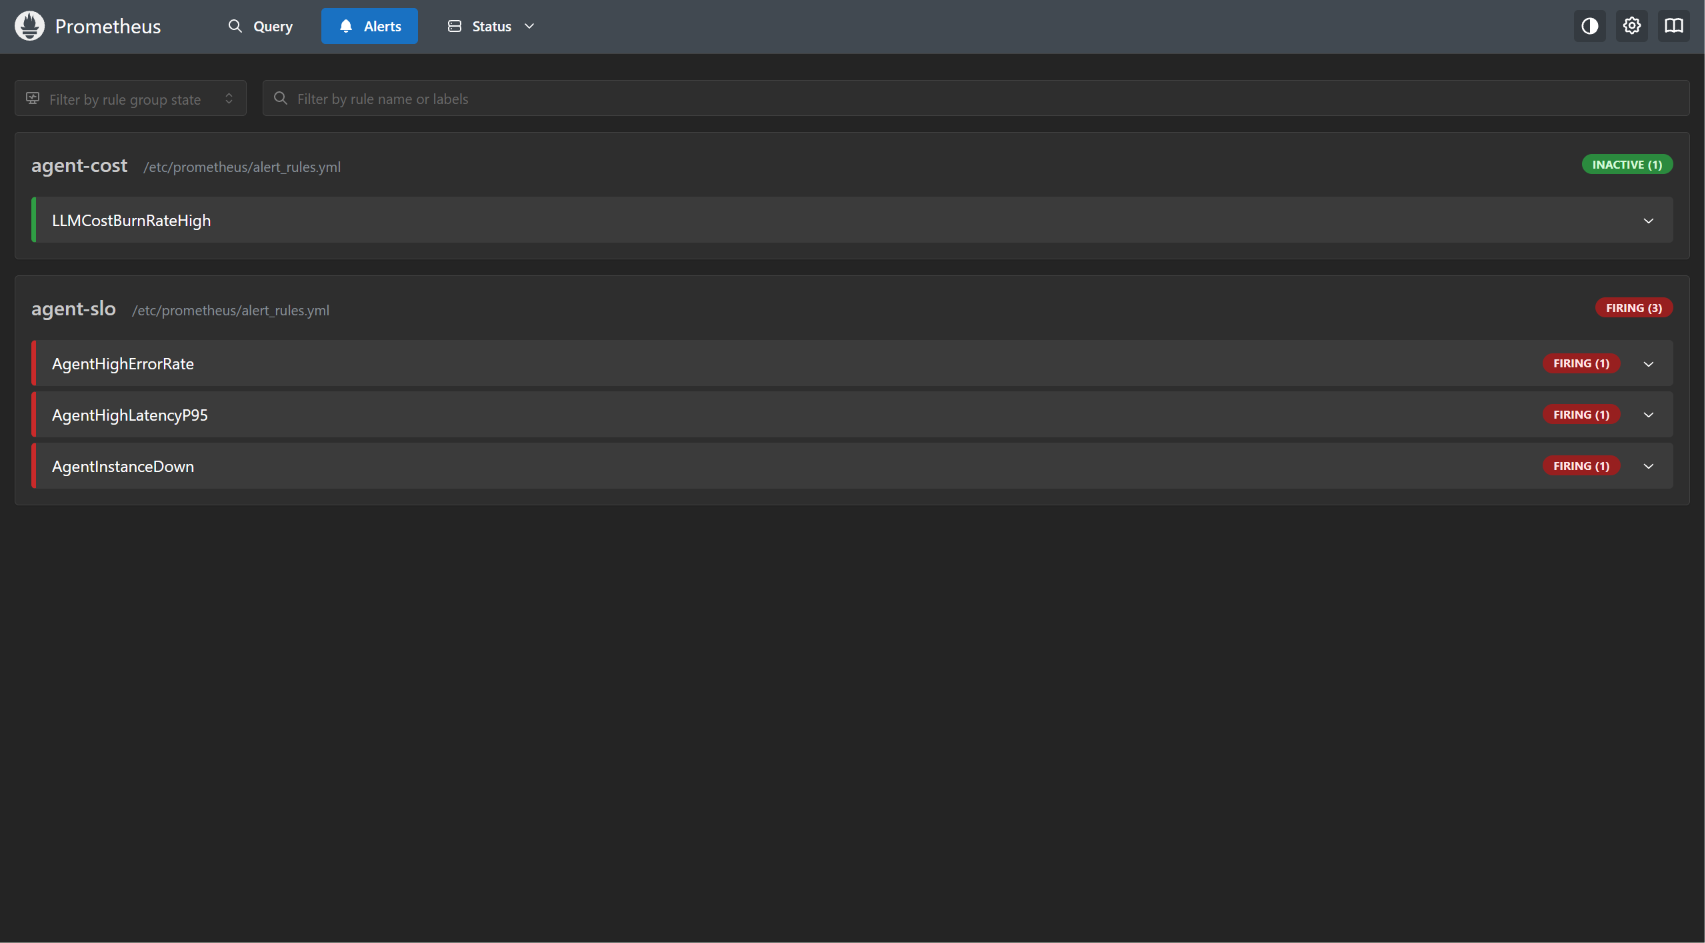 Prometheus Query Alerts Status
Filter by rule group state Filter by rule name or labels
agent-cost /etc/prometheus/alert_rules.yml INACTIVE (1)
LLMCostBurnRateHigh
agent-slo /etc/prometheus/alert_rules.yml FIRING (3)
AgentHighErrorRate FIRING (1)
AgentHighLatencyP95 FIRING (1)
AgentInstanceDown FIRING (1)